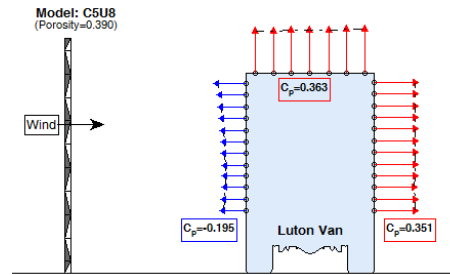 Model: C5U8
(Porosity=0.390)
Wind
Cp=0.363
Cp=-0.195
Luton Van
Cp=0.351